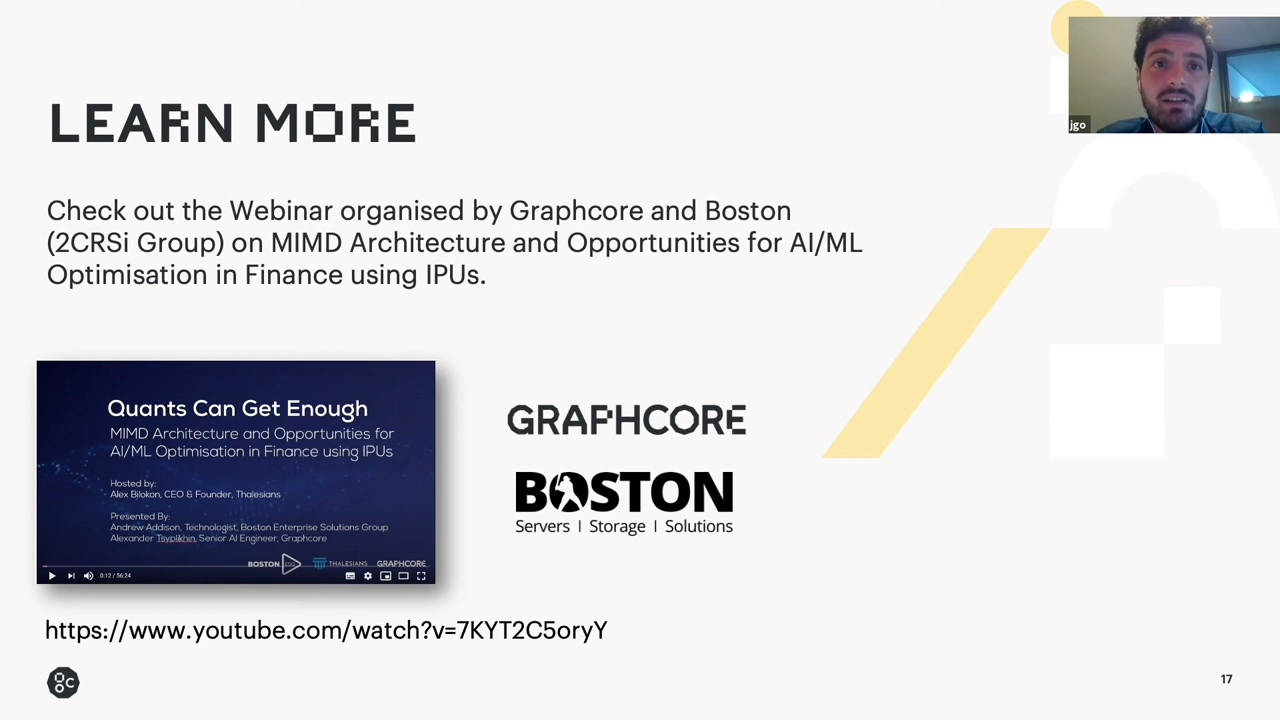 jgo
LEARN MORE
Check out the Webinar organised by Graphcore and Boston
(2CRSi Group) on MIMD Architecture and Opportunities for AI/ML
Optimisation in Finance using IPUs.
Quants Can Get Enough
MIMD Architecture and Opportunities for
AI/ML Optimisation in Finance using IPUs
Hosted by:
Alex Bilokon, CEO & Founder, Thalesians
Presented By:
Andrew Addison, Technologist, Boston Enterprise Solutions Group
Alexander Tsyplikhin, Senior AI Engineer, Graphcore
BOSTON THALESIANS GRAPHCORE
0:12 / 56:24
GRAPHCORE
BOSTON
Servers | Storage | Solutions
https://www.youtube.com/watch?v=7KYT2C5oryY
GC
17